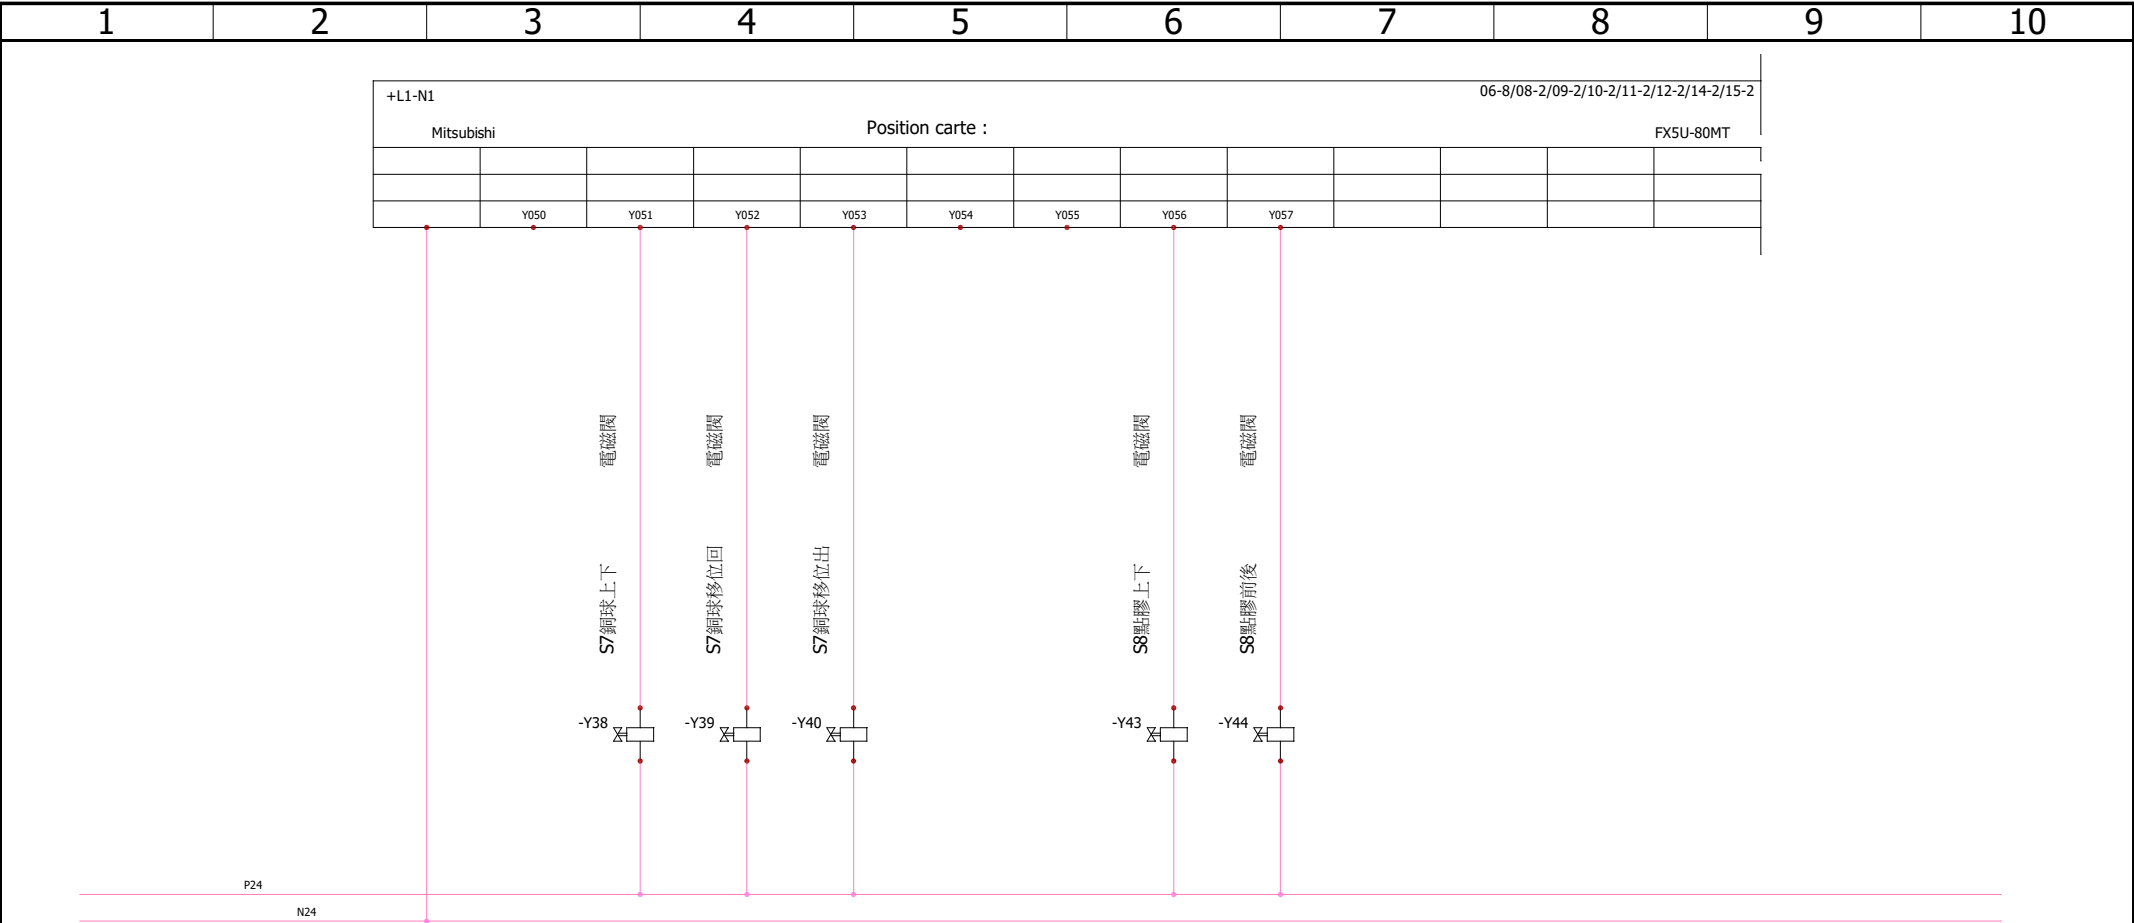 1 2 3 4 5 6 7 8 9 10
+L1-N1 06-8/08-2/09-2/10-2/11-2/12-2/14-2/15-2
Mitsubishi Position carte : FX5U-80MT
Y050 Y051 Y052 Y053 Y054 Y055 Y056 Y057
S7銅球上下 電磁閥
S7銅球移位回 電磁閥
S7銅球移位出 電磁閥
S8點膠上下 電磁閥
S8點膠前後 電磁閥
-Y38 -Y39 -Y40 -Y43 -Y44
P24
N24